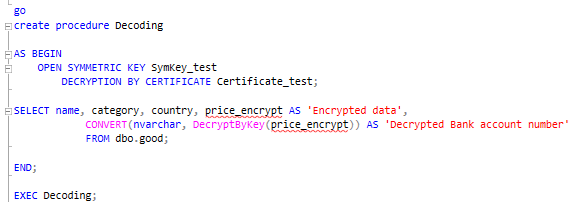 go
create procedure Decoding
AS BEGIN
OPEN SYMMETRIC KEY SymKey_test
DECRYPTION BY CERTIFICATE Certificate_test;
SELECT name, category, country, price_encrypt AS 'Encrypted data',
CONVERT(nvarchar, DecryptByKey(price_encrypt)) AS 'Decrypted Bank account number'
FROM dbo.good;
END;
EXEC Decoding;